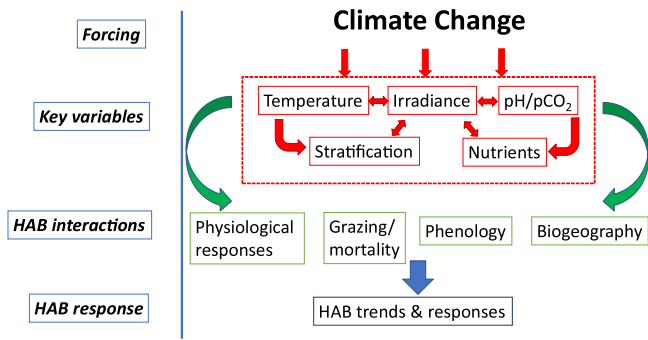 Forcing
Climate Change
Key variables
Temperature
Irradiance
pH/pCO₂
Stratification
Nutrients
HAB interactions
Physiological
responses
Grazing/
mortality
Phenology
Biogeography
HAB response
HAB trends & responses